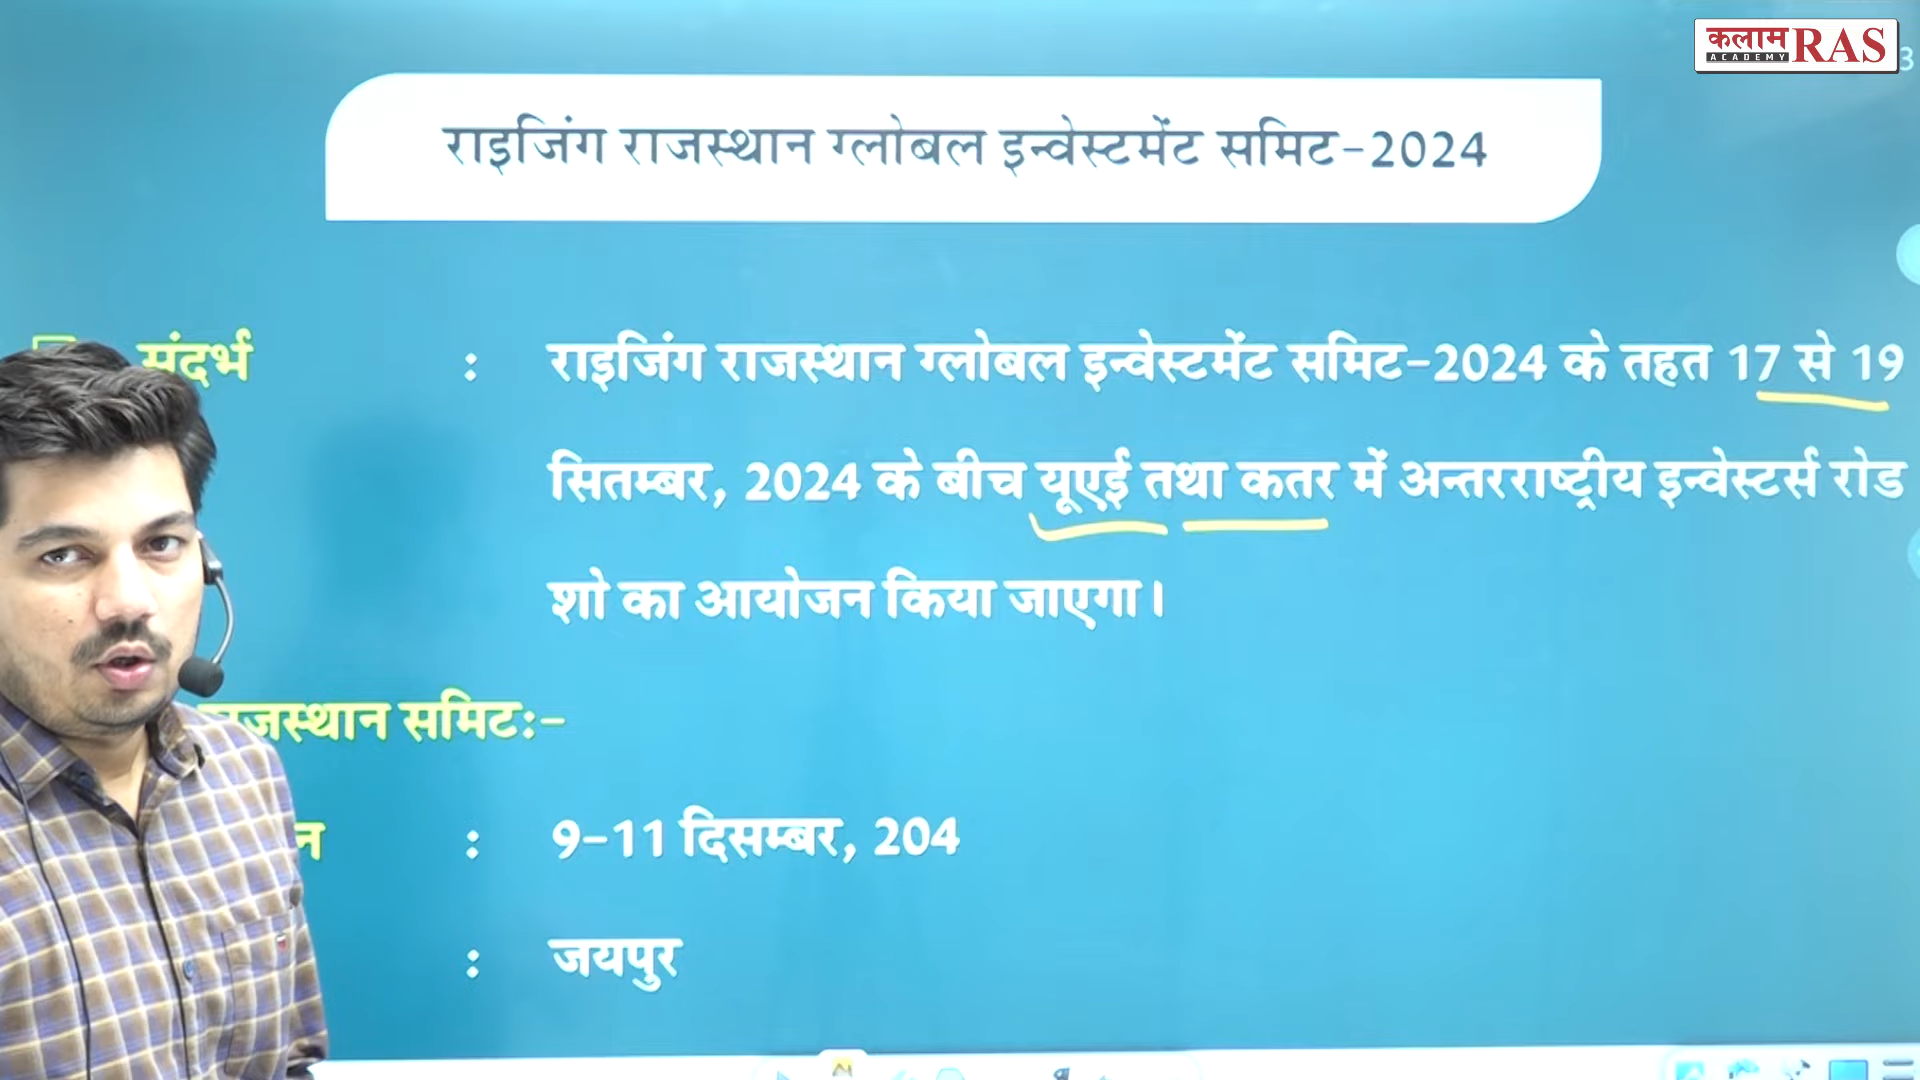 कलाम RAS
ACADEMY
3
राइजिंग राजस्थान ग्लोबल इन्वेस्टमेंट समिट-2024
संदर्भ : राइजिंग राजस्थान ग्लोबल इन्वेस्टमेंट समिट-2024 के तहत 17 से 19
सितम्बर, 2024 के बीच यूएई तथा कतर में अन्तरराष्ट्रीय इन्वेस्टर्स रोड
शो का आयोजन किया जाएगा।
राजस्थान समिट:-
: 9-11 दिसम्बर, 204
: जयपुर